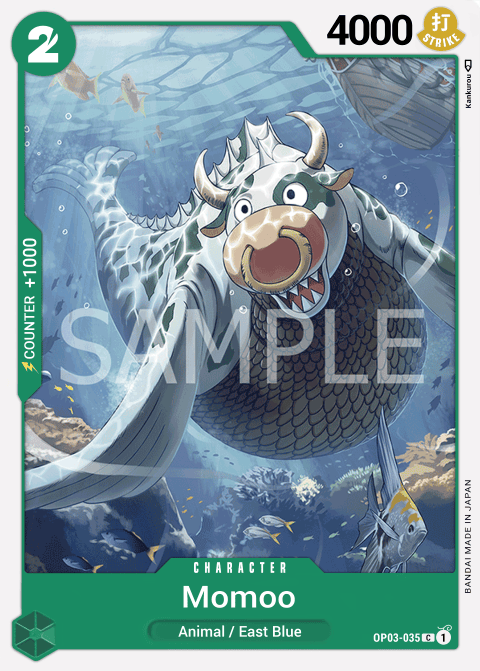 2
4000
打
STRIKE
Kankurou
COUNTER +1000
SAMPLE
BANDAI MADE IN JAPAN
CHARACTER
Momoo
Animal / East Blue
OP03-035 C 1